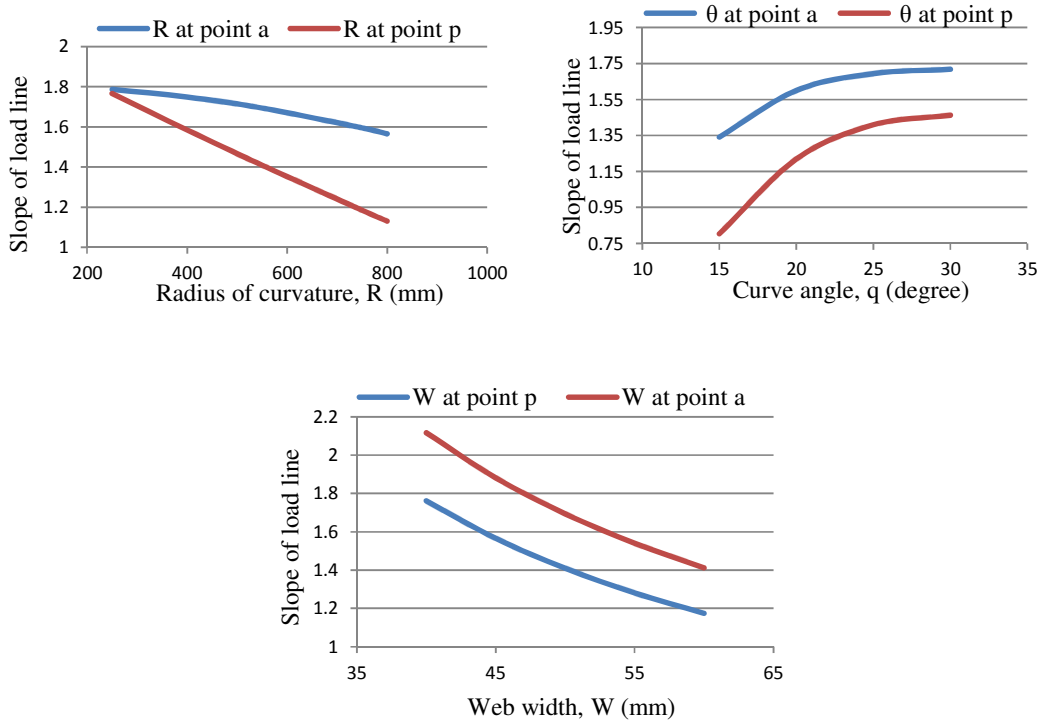 R at point a R at point p
Slope of load line
2
1.8
1.6
1.4
1.2
1
200 400 600 800 1000
Radius of curvature, R (mm)
θ at point a θ at point p
Slope of load line
1.95
1.75
1.55
1.35
1.15
0.95
0.75
10 15 20 25 30 35
Curve angle, q (degree)
W at point p W at point a
Slope of load line
2.2
2
1.8
1.6
1.4
1.2
1
35 45 55 65
Web width, W (mm)